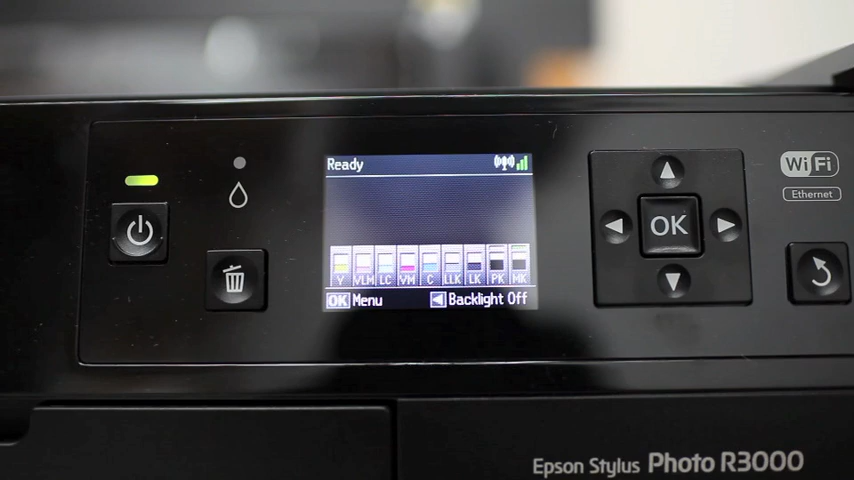 Ready
Y VLM LC VM C LLK LK PK MK
OK Menu Backlight Off
OK
WiFi
Ethernet
Epson Stylus Photo R3000